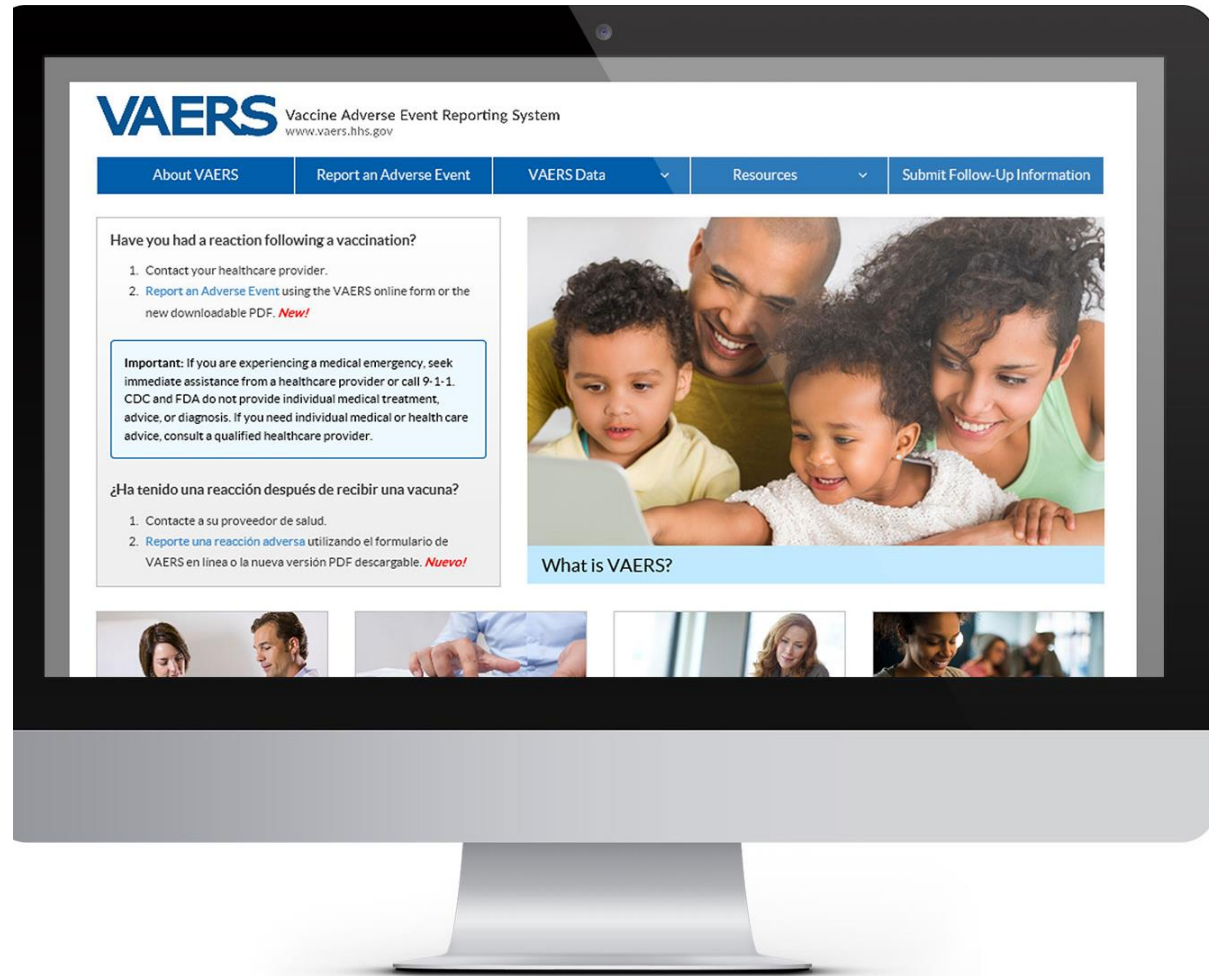 VAERS Vaccine Adverse Event Reporting System
www.vaers.hhs.gov
About VAERS Report an Adverse Event VAERS Data Resources Submit Follow-Up Information
Have you had a reaction following a vaccination?
1. Contact your healthcare provider.
2. Report an Adverse Event using the VAERS online form or the
new downloadable PDF. New!
Important: If you are experiencing a medical emergency, seek
immediate assistance from a healthcare provider or call 9-1-1.
CDC and FDA do not provide individual medical treatment,
advice, or diagnosis. If you need individual medical or health care
advice, consult a qualified healthcare provider.
¿Ha tenido una reacción después de recibir una vacuna?
1. Contacte a su proveedor de salud.
2. Reporte una reacción adversa utilizando el formulario de
VAERS en línea o la nueva versión PDF descargable. Nuevo!
What is VAERS?